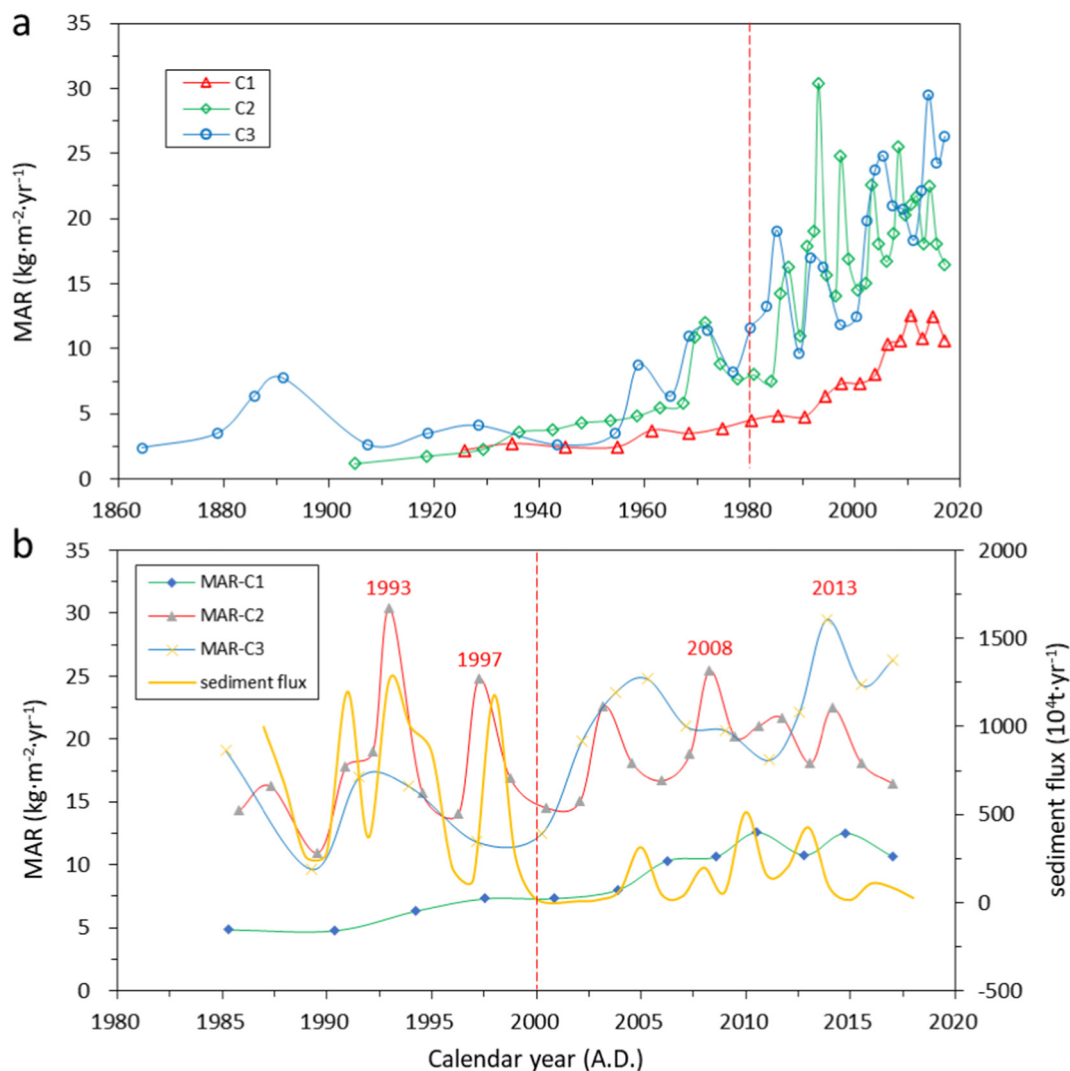 a
35
30
25
20
15
10
5
0
MAR (kg·m⁻²·yr⁻¹)
C1
C2
C3
1860 1880 1900 1920 1940 1960 1980 2000 2020
b
35
30
25
20
15
10
5
0
MAR (kg·m⁻²·yr⁻¹)
MAR-C1
MAR-C2
MAR-C3
sediment flux
1993
1997
2008
2013
2000
1500
1000
500
0
-500
sediment flux (10⁴t·yr⁻¹)
1980 1985 1990 1995 2000 2005 2010 2015 2020
Calendar year (A.D.)